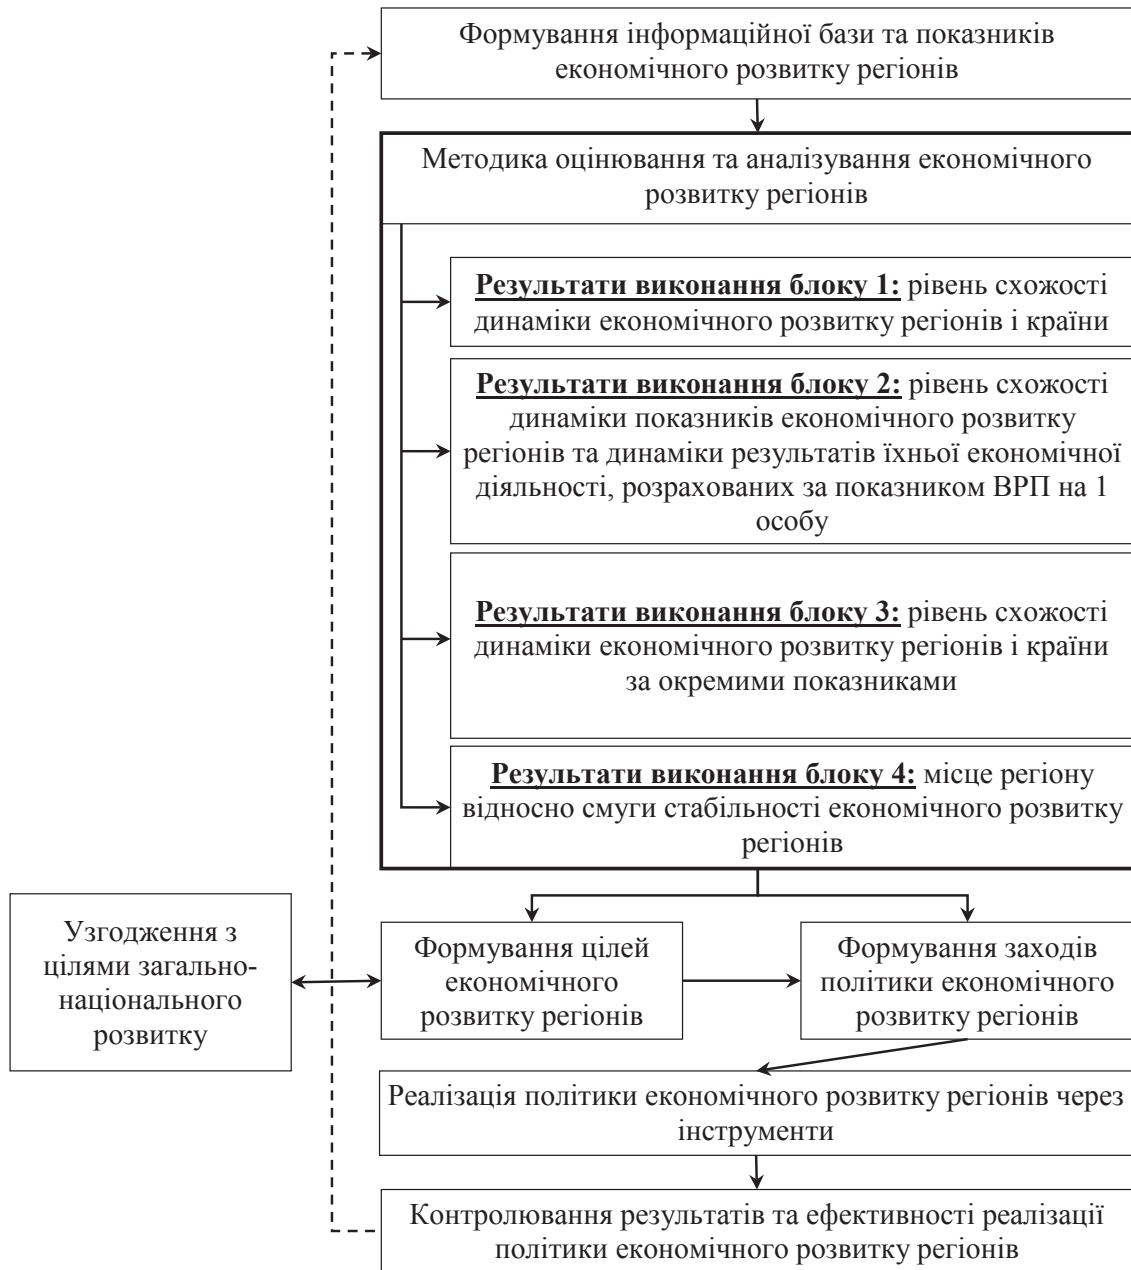 Формування інформаційної бази та показників
економічного розвитку регіонів
Методика оцінювання та аналізування економічного
розвитку регіонів
Результати виконання блоку 1: рівень схожості
динаміки економічного розвитку регіонів і країни
Результати виконання блоку 2: рівень схожості
динаміки показників економічного розвитку
регіонів та динаміки результатів їхньої економічної
діяльності, розрахованих за показником ВРП на 1
особу
Результати виконання блоку 3: рівень схожості
динаміки економічного розвитку регіонів і країни
за окремими показниками
Результати виконання блоку 4: місце регіону
відносно смуги стабільності економічного розвитку
регіонів
Узгодження з
цілями загально-
національного
розвитку
Формування цілей
економічного
розвитку регіонів
Формування заходів
політики економічного
розвитку регіонів
Реалізація політики економічного розвитку регіонів через
інструменти
Контролювання результатів та ефективності реалізації
політики економічного розвитку регіонів